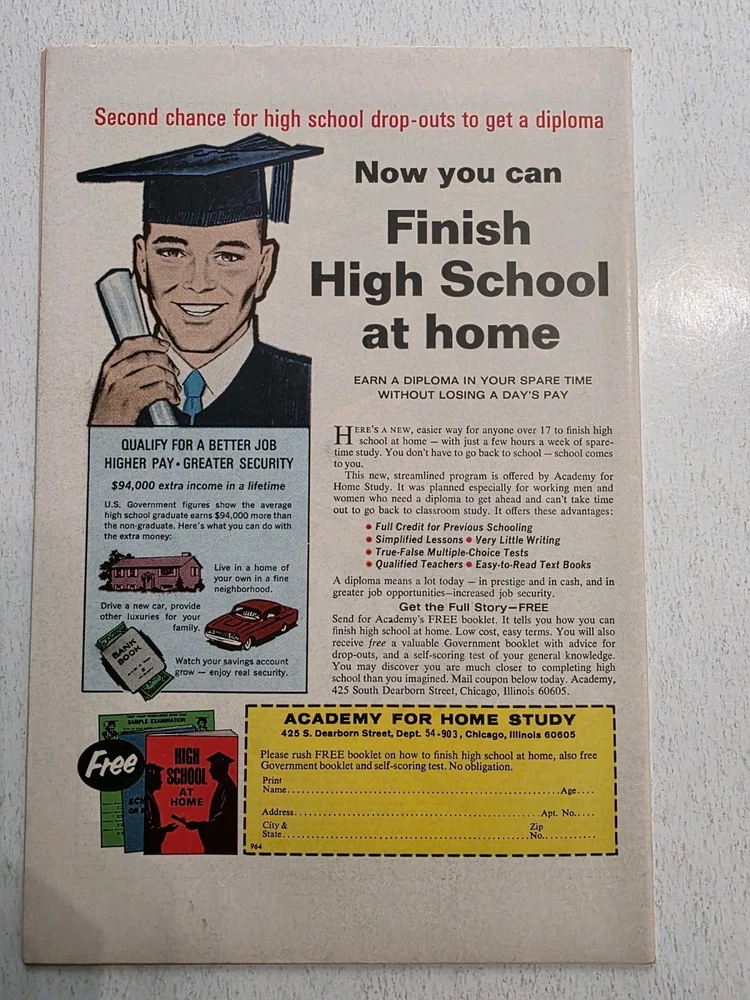 Second chance for high school drop-outs to get a diploma
Now you can
Finish
High School
at home
EARN A DIPLOMA IN YOUR SPARE TIME
WITHOUT LOSING A DAY'S PAY
QUALIFY FOR A BETTER JOB
HIGHER PAY • GREATER SECURITY
$94,000 extra income in a lifetime
U.S. Government figures show the average
high school graduate earns $94,000 more than
the non-graduate. Here's what you can do with
the extra money:
Live in a home of
your own in a fine
neighborhood.
Drive a new car, provide
other luxuries for your
family.
BANK
BOOK
Watch your savings account
grow — enjoy real security.
HERE'S A NEW, easier way for anyone over 17 to finish high
school at home — with just a few hours a week of spare-
time study. You don't have to go back to school — school comes
to you.
This new, streamlined program is offered by Academy for
Home Study. It was planned especially for working men and
women who need a diploma to get ahead and can't take time
out to go back to classroom study. It offers these advantages:
• Full Credit for Previous Schooling
• Simplified Lessons • Very Little Writing
• True-False Multiple-Choice Tests
• Qualified Teachers • Easy-to-Read Text Books
A diploma means a lot today — in prestige and in cash, and in
greater job opportunities—increased job security.
Get the Full Story—FREE
Send for Academy's FREE booklet. It tells you how you can
finish high school at home. Low cost, easy terms. You will also
receive free a valuable Government booklet with advice for
drop-outs, and a self-scoring test of your general knowledge.
You may discover you are much closer to completing high
school than you imagined. Mail coupon below today. Academy,
425 South Dearborn Street, Chicago, Illinois 60605.
SAMPLE EXAMINATION
Free
HIGH
SCHOOL
AT
HOME
ACADEMY FOR HOME STUDY
425 S. Dearborn Street, Dept. 54-903, Chicago, Illinois 60605
Please rush FREE booklet on how to finish high school at home, also free
Government booklet and self-scoring test. No obligation.
Print
Name Age
Address Apt. No.
City & Zip
State No.
964